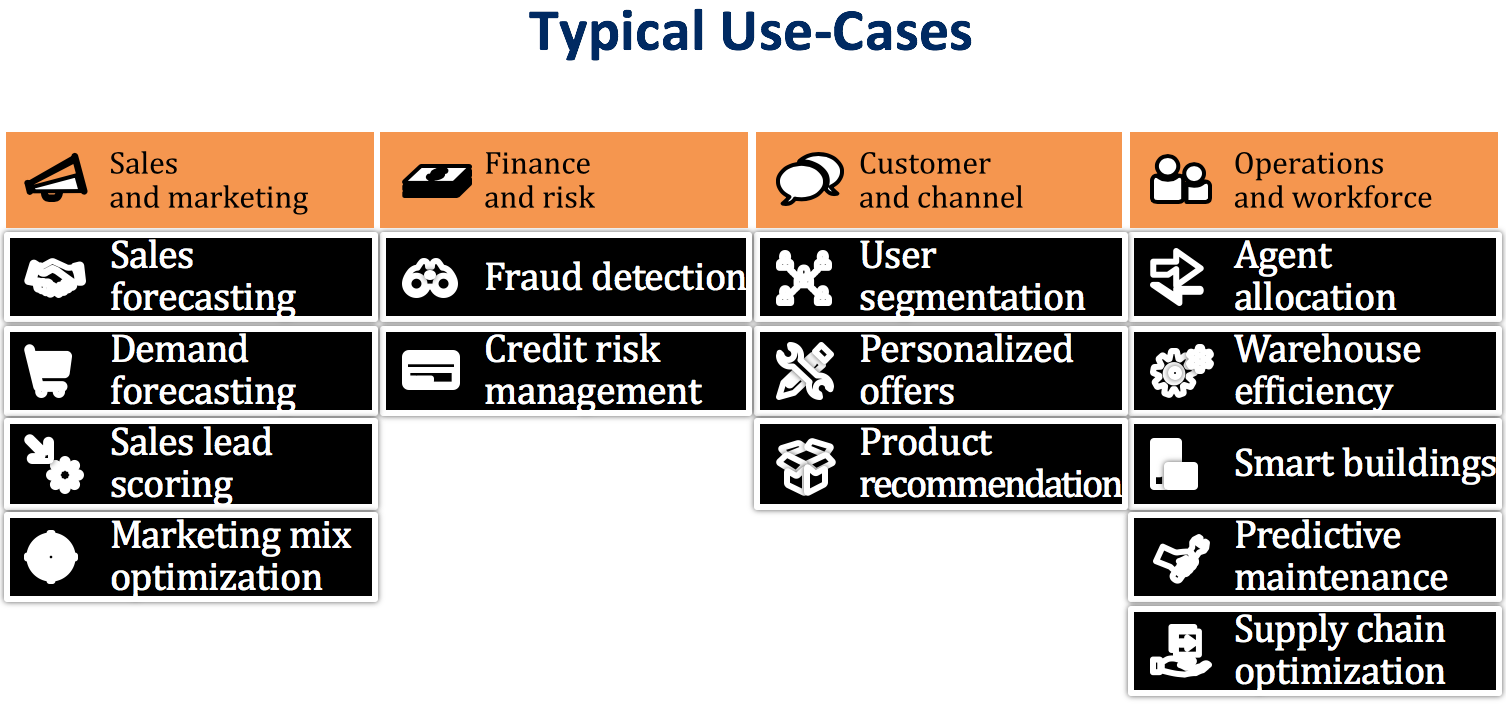 Typical Use-Cases
Sales
and marketing
Finance
and risk
Customer
and channel
Operations
and workforce
Sales
forecasting
Fraud detection
User
segmentation
Agent
allocation
Demand
forecasting
Credit risk
management
Personalized
offers
Warehouse
efficiency
Sales lead
scoring
Product
recommendation
Smart buildings
Marketing mix
optimization
Predictive
maintenance
Supply chain
optimization